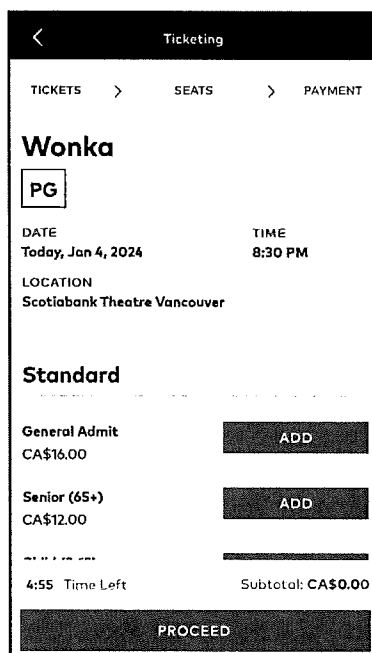 Ticketing
TICKETS > SEATS > PAYMENT
Wonka
PG
DATE TIME
Today, Jan 4, 2024 8:30 PM
LOCATION
Scotiabank Theatre Vancouver
Standard
General Admit ADD
CA$16.00
Senior (65+) ADD
CA$12.00
4:55 Time Left Subtotal: CA$0.00
PROCEED